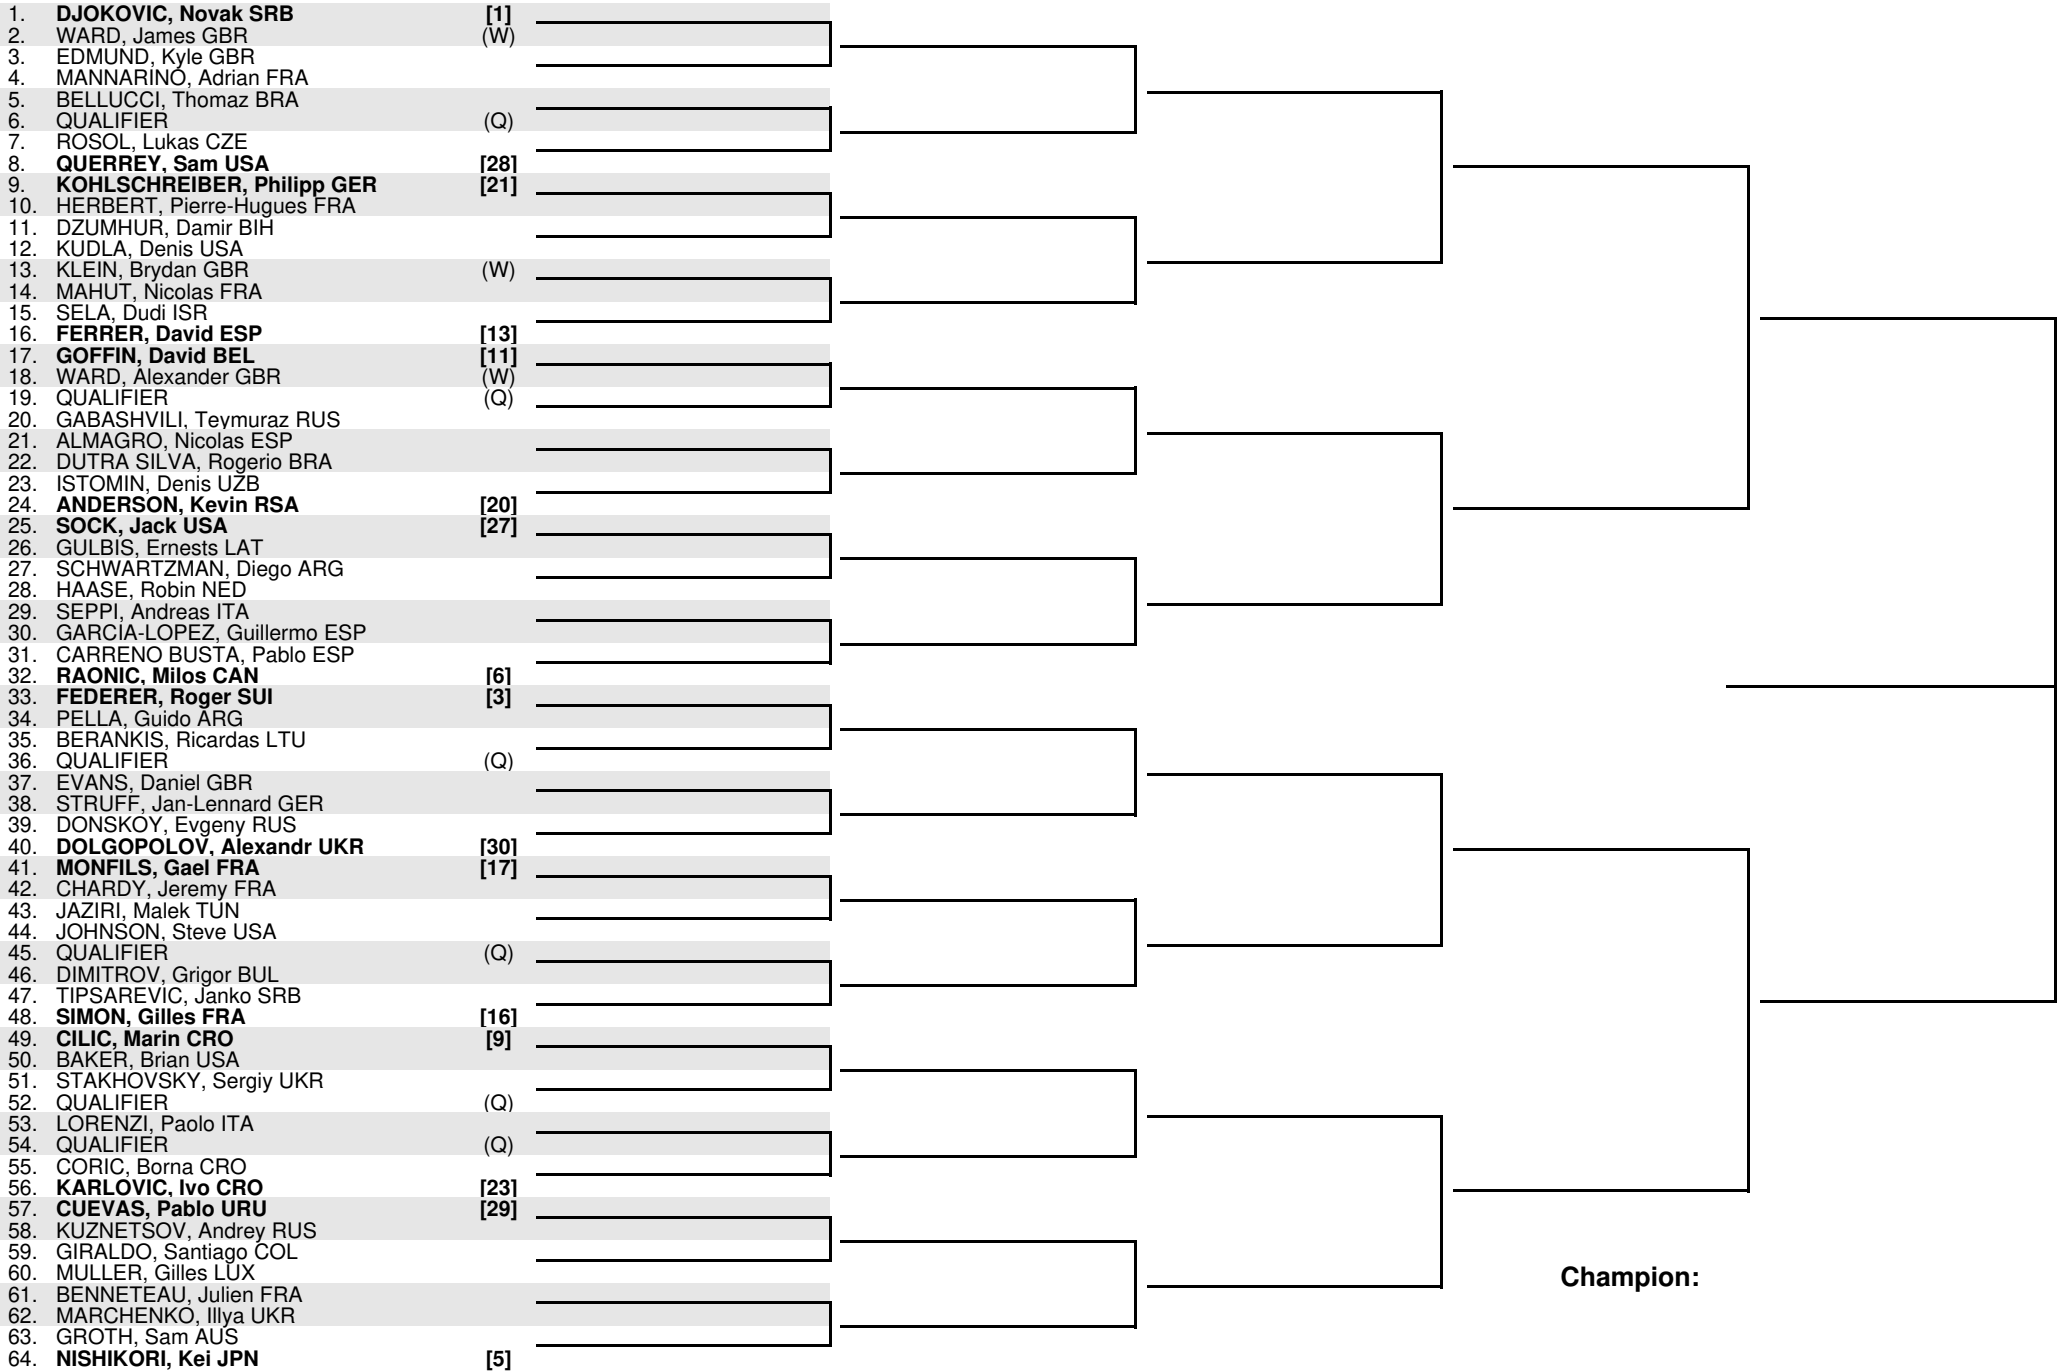 1. DJOKOVIC, Novak SRB [1]
2. WARD, James GBR (W)
3. EDMUND, Kyle GBR
4. MANNARINO, Adrian FRA
5. BELLUCCI, Thomaz BRA
6. QUALIFIER (Q)
7. ROSOL, Lukas CZE
8. QUERREY, Sam USA [28]
9. KOHLSCHREIBER, Philipp GER [21]
10. HERBERT, Pierre-Hugues FRA
11. DZUMHUR, Damir BIH
12. KUDLA, Denis USA
13. KLEIN, Brydan GBR (W)
14. MAHUT, Nicolas FRA
15. SELA, Dudi ISR
16. FERRER, David ESP [13]
17. GOFFIN, David BEL [11]
18. WARD, Alexander GBR (W)
19. QUALIFIER (Q)
20. GABASHVILI, Teymuraz RUS
21. ALMAGRO, Nicolas ESP
22. DUTRA SILVA, Rogerio BRA
23. ISTOMIN, Denis UZB
24. ANDERSON, Kevin RSA [20]
25. SOCK, Jack USA [27]
26. GULBIS, Ernests LAT
27. SCHWARTZMAN, Diego ARG
28. HAASE, Robin NED
29. SEPPI, Andreas ITA
30. GARCIA-LOPEZ, Guillermo ESP
31. CARRENO BUSTA, Pablo ESP
32. RAONIC, Milos CAN [6]
33. FEDERER, Roger SUI [3]
34. PELLA, Guido ARG
35. BERANKIS, Ricardas LTU
36. QUALIFIER (Q)
37. EVANS, Daniel GBR
38. STRUFF, Jan-Lennard GER
39. DONSKOY, Evgeny RUS
40. DOLGOPOLOV, Alexandr UKR [30]
41. MONFILS, Gael FRA [17]
42. CHARDY, Jeremy FRA
43. JAZIRI, Malek TUN
44. JOHNSON, Steve USA
45. QUALIFIER (Q)
46. DIMITROV, Grigor BUL
47. TIPSAREVIC, Janko SRB
48. SIMON, Gilles FRA [16]
49. CILIC, Marin CRO [9]
50. BAKER, Brian USA
51. STAKHOVSKY, Sergiy UKR
52. QUALIFIER (Q)
53. LORENZI, Paolo ITA
54. QUALIFIER (Q)
55. CORIC, Borna CRO
56. KARLOVIC, Ivo CRO [23]
57. CUEVAS, Pablo URU [29]
58. KUZNETSOV, Andrey RUS
59. GIRALDO, Santiago COL
60. MULLER, Gilles LUX
Champion:
61. BENNETEAU, Julien FRA
62. MARCHENKO, Illya UKR
63. GROTH, Sam AUS
64. NISHIKORI, Kei JPN [5]